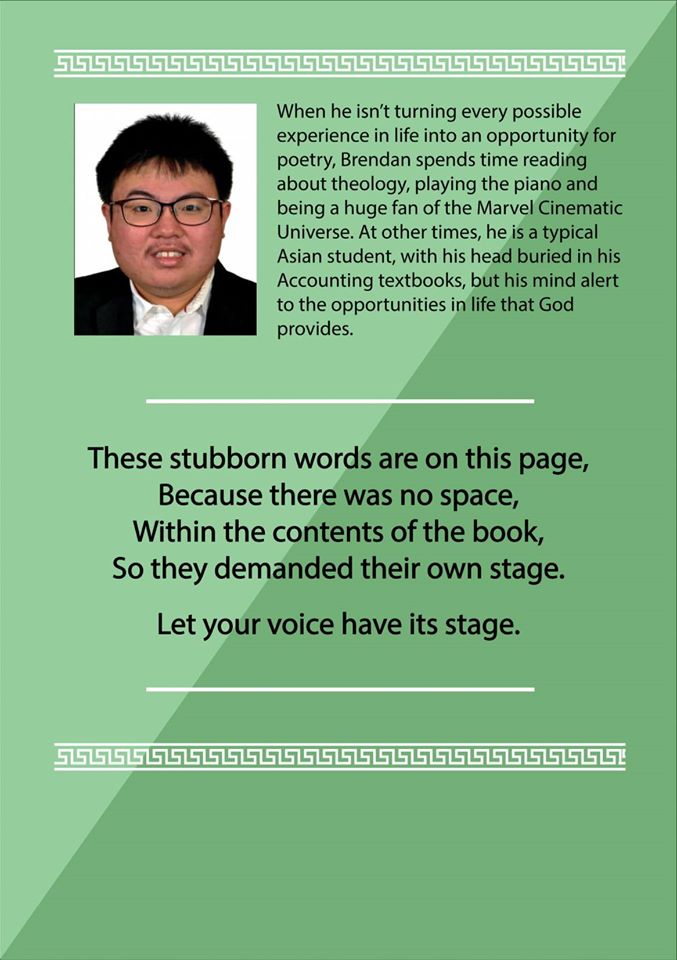 When he isn’t turning every possible
experience in life into an opportunity for
poetry, Brendan spends time reading
about theology, playing the piano and
being a huge fan of the Marvel Cinematic
Universe. At other times, he is a typical
Asian student, with his head buried in his
Accounting textbooks, but his mind alert
to the opportunities in life that God
provides.
These stubborn words are on this page,
Because there was no space,
Within the contents of the book,
So they demanded their own stage.
Let your voice have its stage.